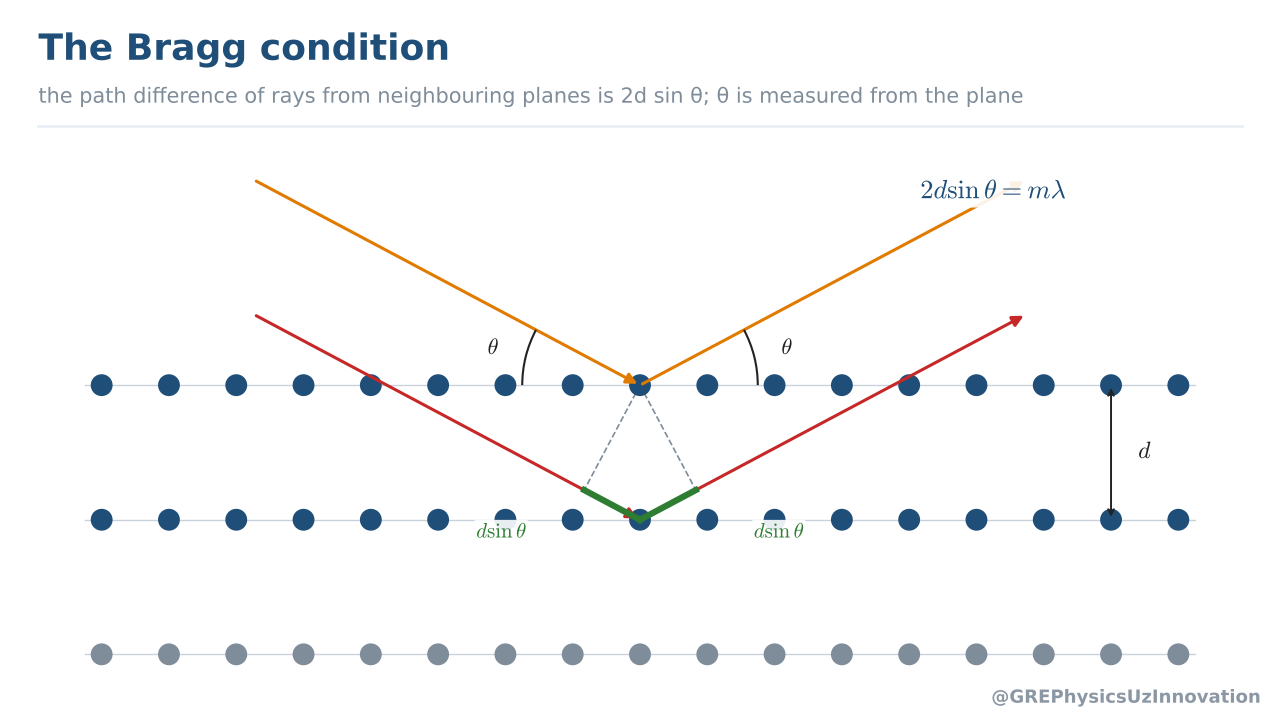 The Bragg condition
the path difference of rays from neighbouring planes is 2d sin θ; θ is measured from the plane
2d sin θ = mλ
θ
θ
d
d sin θ
d sin θ
@GREPhysicsUzInnovation